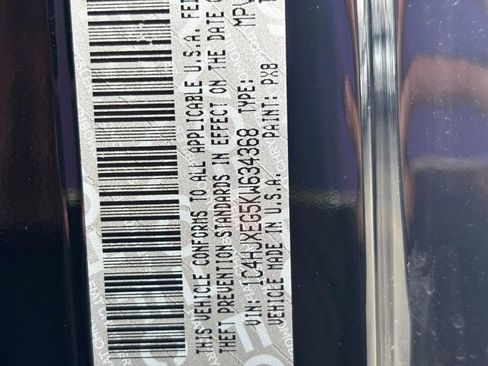 THIS VEHICLE CONFORMS TO ALL APPLICABLE U.S.A. FE
THEFT PREVENTION STANDARDS IN EFFECT ON THE DATE O
VIN: 1C4HJXEG5KW634368 TYPE: MPV
VEHICLE MADE IN U.S.A. PAINT: PX8